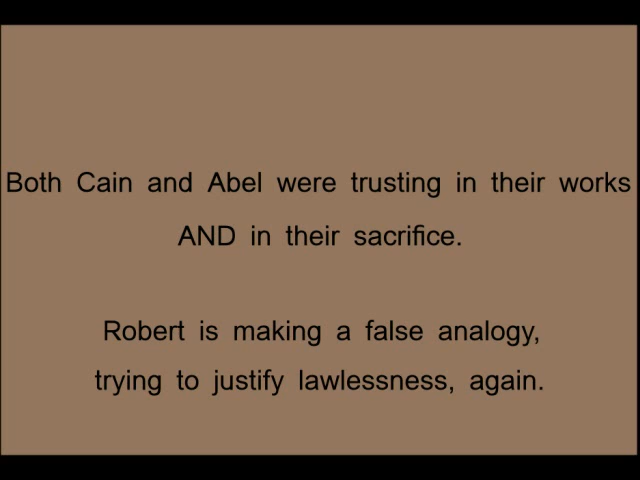 Both Cain and Abel were trusting in their works
AND in their sacrifice.
Robert is making a false analogy,
trying to justify lawlessness, again.